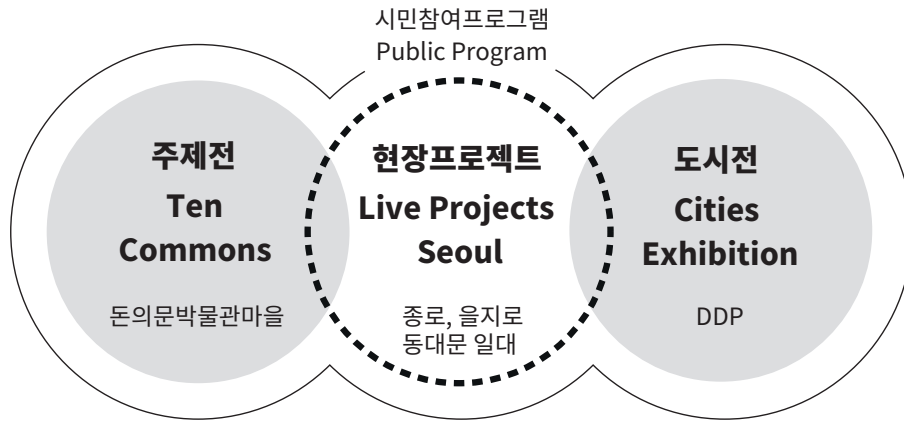 시민참여프로그램
Public Program
주제전
Ten
Commons
돈의문박물관마을
현장프로젝트
Live Projects
Seoul
종로, 을지로
동대문 일대
도시전
Cities
Exhibition
DDP